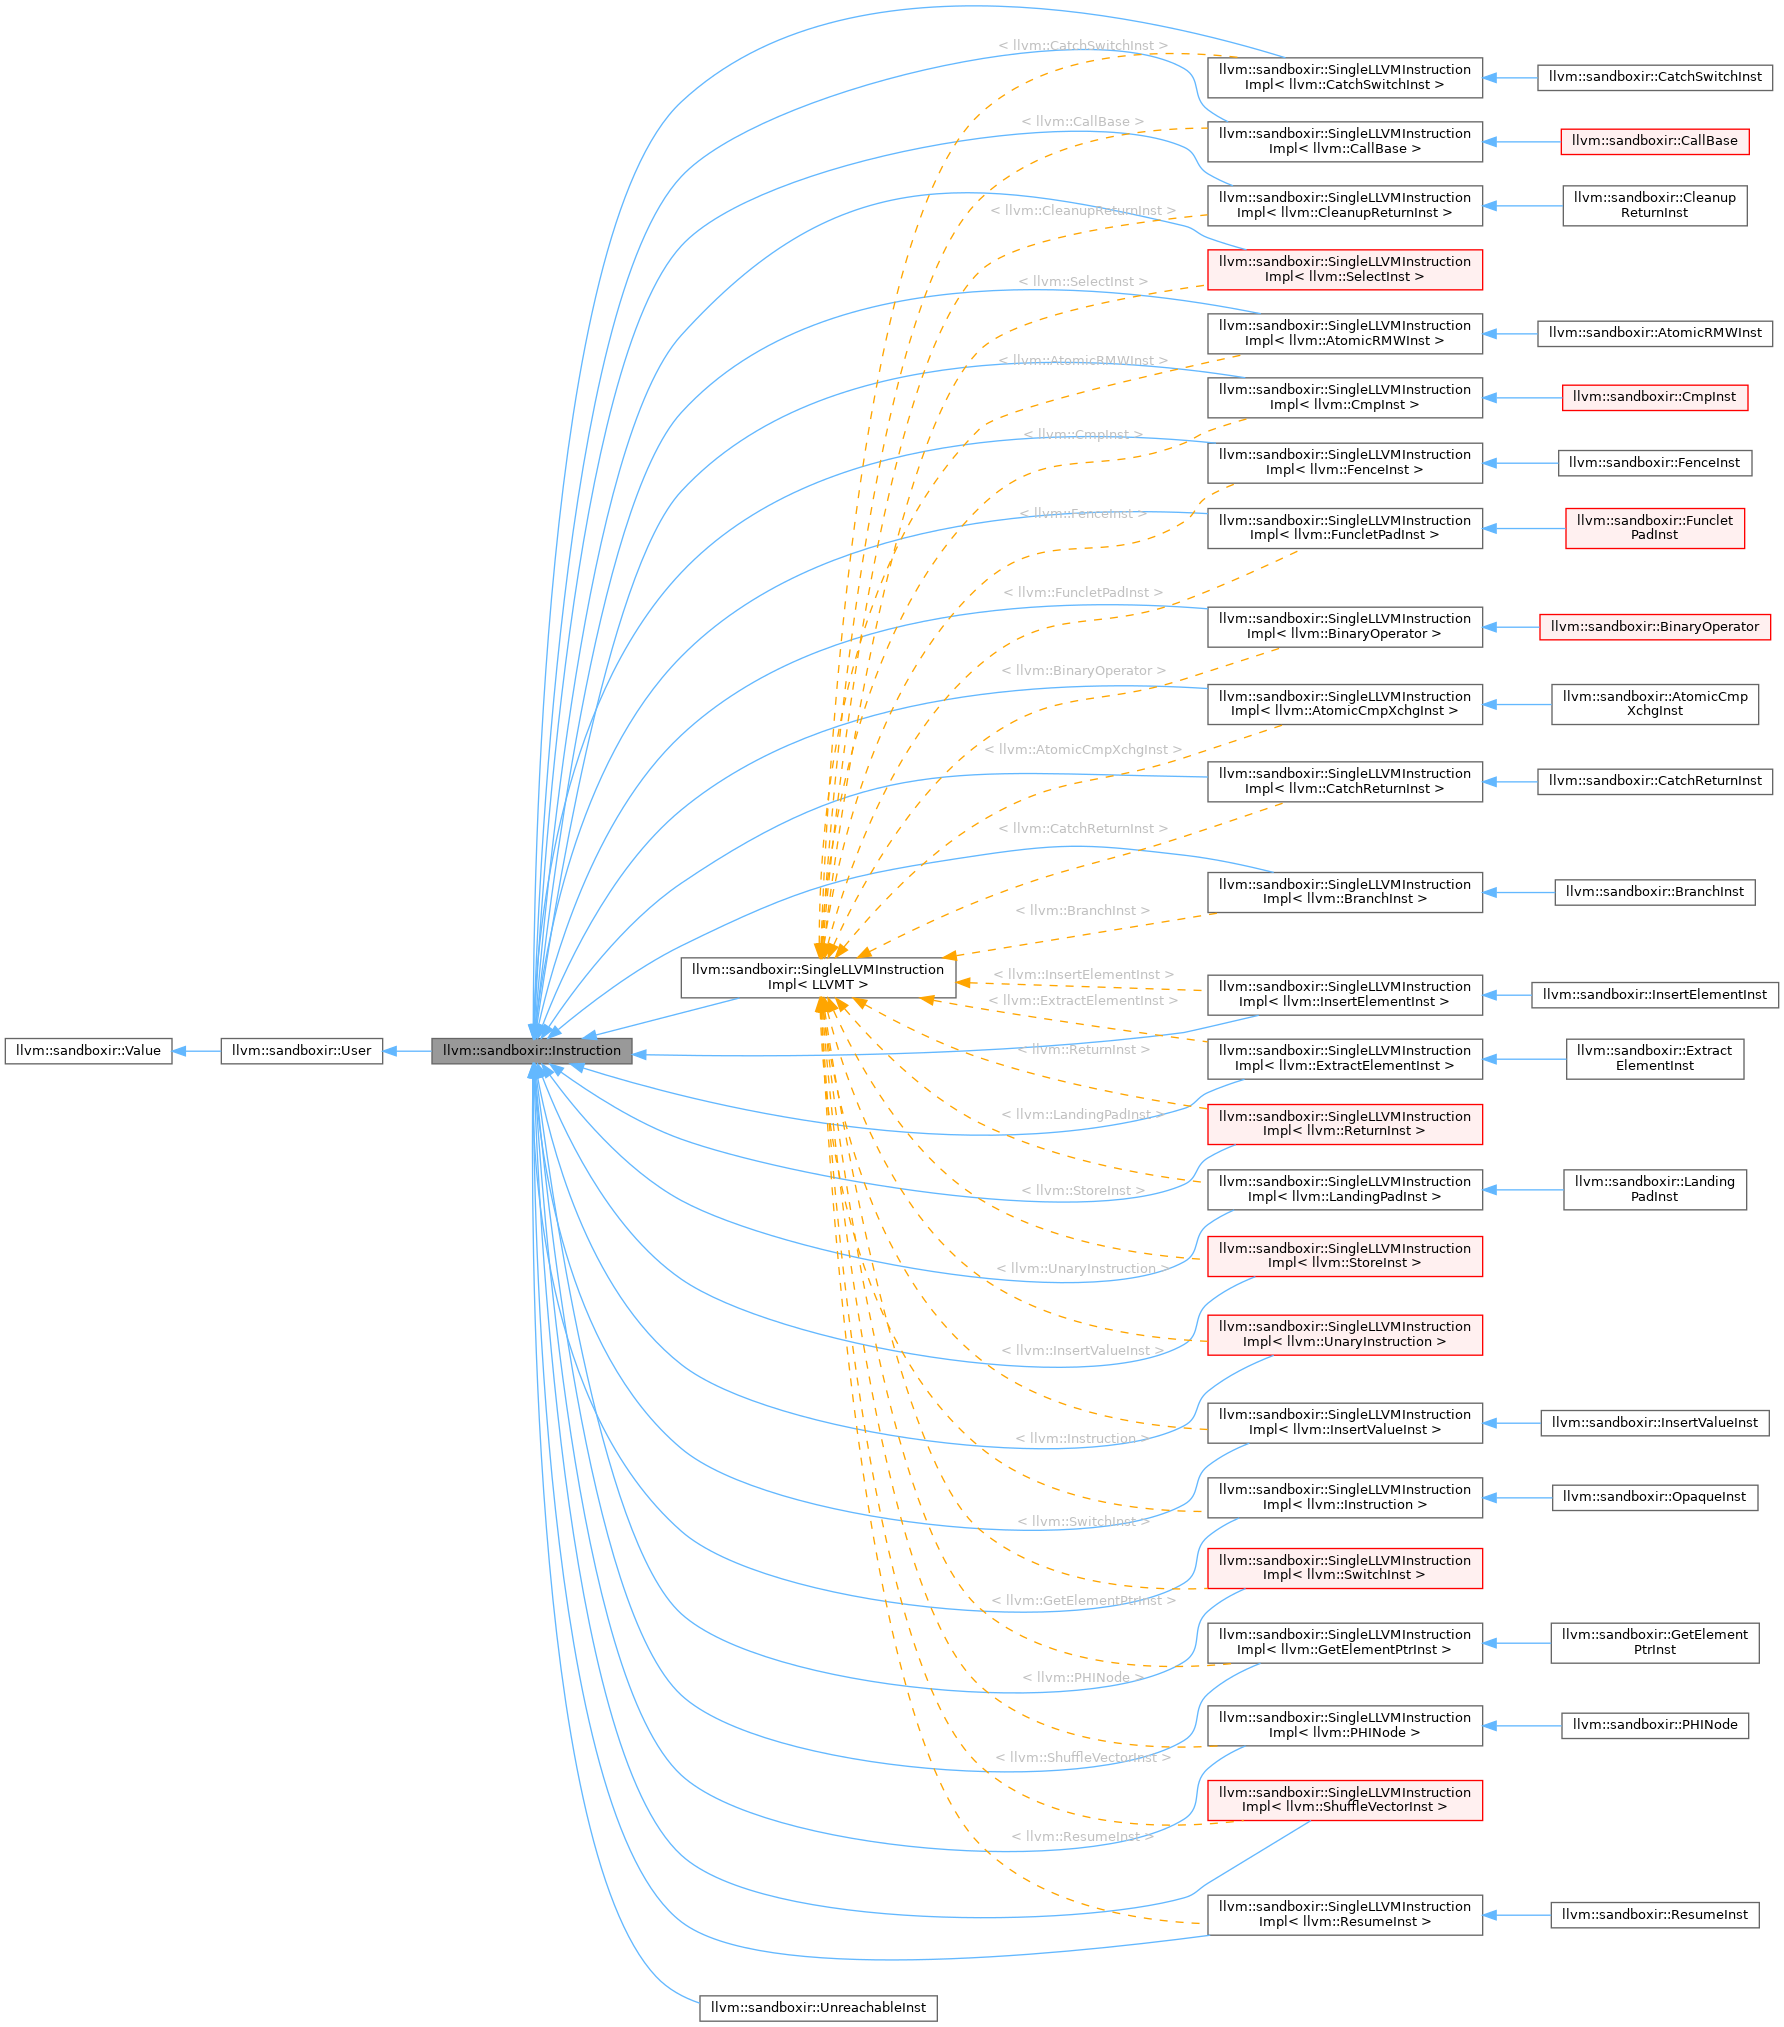 llvm::sandboxir::Value
llvm::sandboxir::User
llvm::sandboxir::Instruction
llvm::sandboxir::SingleLLVMInstruction
Impl< LLVMT >
llvm::sandboxir::UnreachableInst
< llvm::CatchSwitchInst >
< llvm::CallBase >
< llvm::CleanupReturnInst >
< llvm::SelectInst >
< llvm::AtomicRMWInst >
< llvm::CmpInst >
< llvm::FenceInst >
< llvm::FuncletPadInst >
< llvm::BinaryOperator >
< llvm::AtomicCmpXchgInst >
< llvm::CatchReturnInst >
< llvm::BranchInst >
< llvm::InsertElementInst >
< llvm::ExtractElementInst >
< llvm::ReturnInst >
< llvm::LandingPadInst >
< llvm::StoreInst >
< llvm::UnaryInstruction >
< llvm::InsertValueInst >
< llvm::Instruction >
< llvm::SwitchInst >
< llvm::GetElementPtrInst >
< llvm::PHINode >
< llvm::ShuffleVectorInst >
< llvm::ResumeInst >
llvm::sandboxir::SingleLLVMInstruction
Impl< llvm::CatchSwitchInst >
llvm::sandboxir::CatchSwitchInst
llvm::sandboxir::SingleLLVMInstruction
Impl< llvm::CallBase >
llvm::sandboxir::CallBase
llvm::sandboxir::SingleLLVMInstruction
Impl< llvm::CleanupReturnInst >
llvm::sandboxir::Cleanup
ReturnInst
llvm::sandboxir::SingleLLVMInstruction
Impl< llvm::SelectInst >
llvm::sandboxir::SingleLLVMInstruction
Impl< llvm::AtomicRMWInst >
llvm::sandboxir::AtomicRMWInst
llvm::sandboxir::SingleLLVMInstruction
Impl< llvm::CmpInst >
llvm::sandboxir::CmpInst
llvm::sandboxir::SingleLLVMInstruction
Impl< llvm::FenceInst >
llvm::sandboxir::FenceInst
llvm::sandboxir::SingleLLVMInstruction
Impl< llvm::FuncletPadInst >
llvm::sandboxir::Funclet
PadInst
llvm::sandboxir::SingleLLVMInstruction
Impl< llvm::BinaryOperator >
llvm::sandboxir::BinaryOperator
llvm::sandboxir::SingleLLVMInstruction
Impl< llvm::AtomicCmpXchgInst >
llvm::sandboxir::AtomicCmp
XchgInst
llvm::sandboxir::SingleLLVMInstruction
Impl< llvm::CatchReturnInst >
llvm::sandboxir::CatchReturnInst
llvm::sandboxir::SingleLLVMInstruction
Impl< llvm::BranchInst >
llvm::sandboxir::BranchInst
llvm::sandboxir::SingleLLVMInstruction
Impl< llvm::InsertElementInst >
llvm::sandboxir::InsertElementInst
llvm::sandboxir::SingleLLVMInstruction
Impl< llvm::ExtractElementInst >
llvm::sandboxir::Extract
ElementInst
llvm::sandboxir::SingleLLVMInstruction
Impl< llvm::ReturnInst >
llvm::sandboxir::SingleLLVMInstruction
Impl< llvm::LandingPadInst >
llvm::sandboxir::Landing
PadInst
llvm::sandboxir::SingleLLVMInstruction
Impl< llvm::StoreInst >
llvm::sandboxir::SingleLLVMInstruction
Impl< llvm::UnaryInstruction >
llvm::sandboxir::SingleLLVMInstruction
Impl< llvm::InsertValueInst >
llvm::sandboxir::InsertValueInst
llvm::sandboxir::SingleLLVMInstruction
Impl< llvm::Instruction >
llvm::sandboxir::OpaqueInst
llvm::sandboxir::SingleLLVMInstruction
Impl< llvm::SwitchInst >
llvm::sandboxir::SingleLLVMInstruction
Impl< llvm::GetElementPtrInst >
llvm::sandboxir::GetElement
PtrInst
llvm::sandboxir::SingleLLVMInstruction
Impl< llvm::PHINode >
llvm::sandboxir::PHINode
llvm::sandboxir::SingleLLVMInstruction
Impl< llvm::ShuffleVectorInst >
llvm::sandboxir::SingleLLVMInstruction
Impl< llvm::ResumeInst >
llvm::sandboxir::ResumeInst